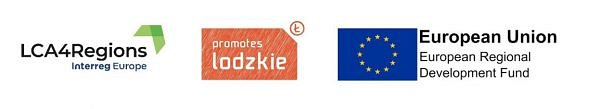 LCA4Regions
Interreg Europe
Ł
promotes
lodzkie
European Union
European Regional
Development Fund